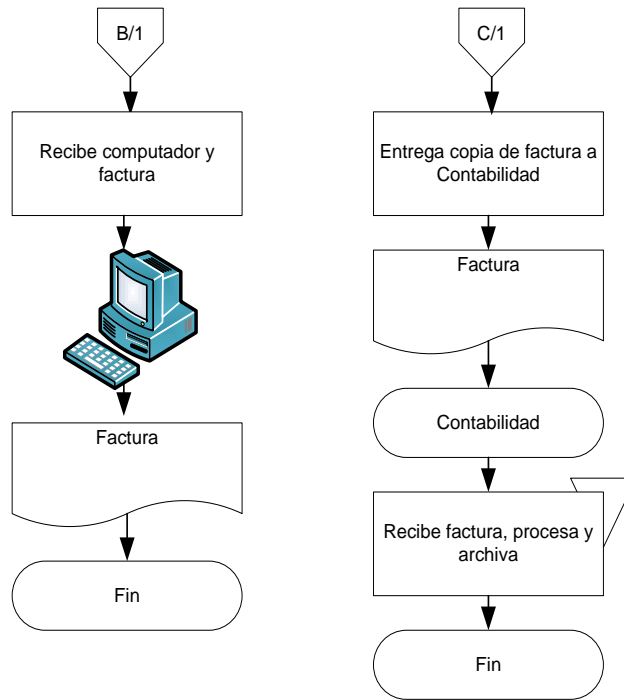 B/1
Recibe computador y
factura
Factura
Fin
C/1
Entrega copia de factura a
Contabilidad
Factura
Contabilidad
Recibe factura, procesa y
archiva
Fin